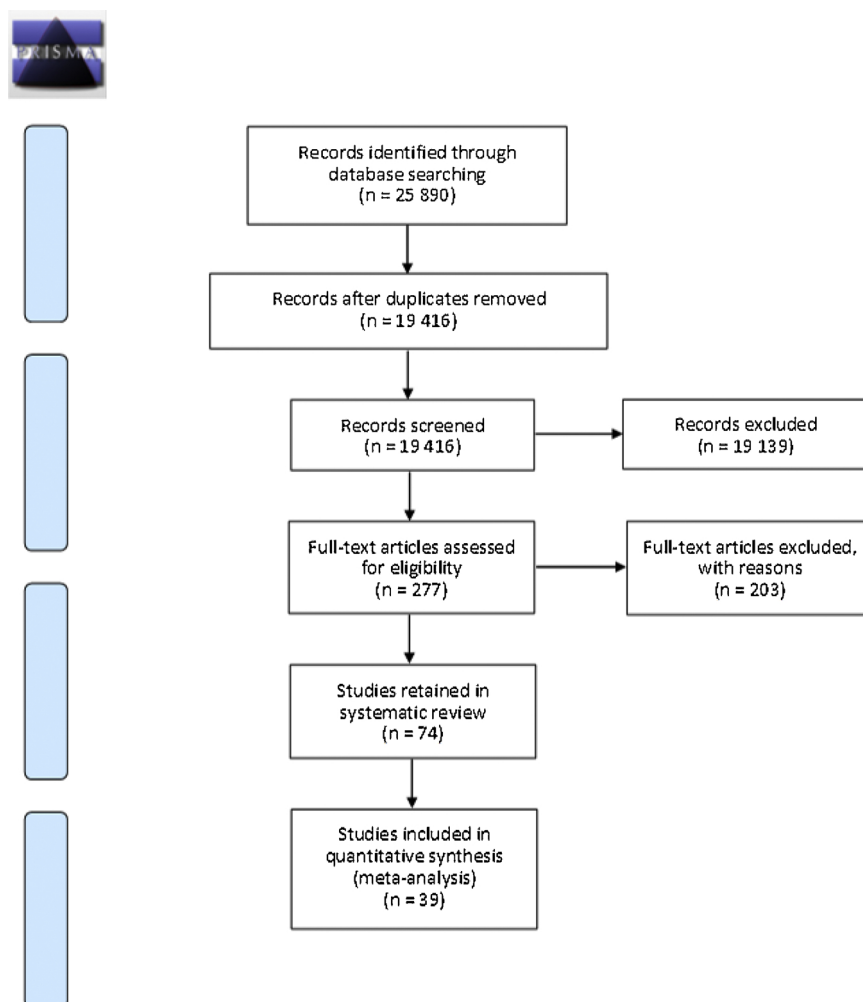 PRISMA
Records identified through
database searching
(n = 25 890)
Records after duplicates removed
(n = 19 416)
Records screened
(n = 19 416)
Records excluded
(n = 19 139)
Full-text articles assessed
for eligibility
(n = 277)
Full-text articles excluded,
with reasons
(n = 203)
Studies retained in
systematic review
(n = 74)
Studies included in
quantitative synthesis
(meta-analysis)
(n = 39)